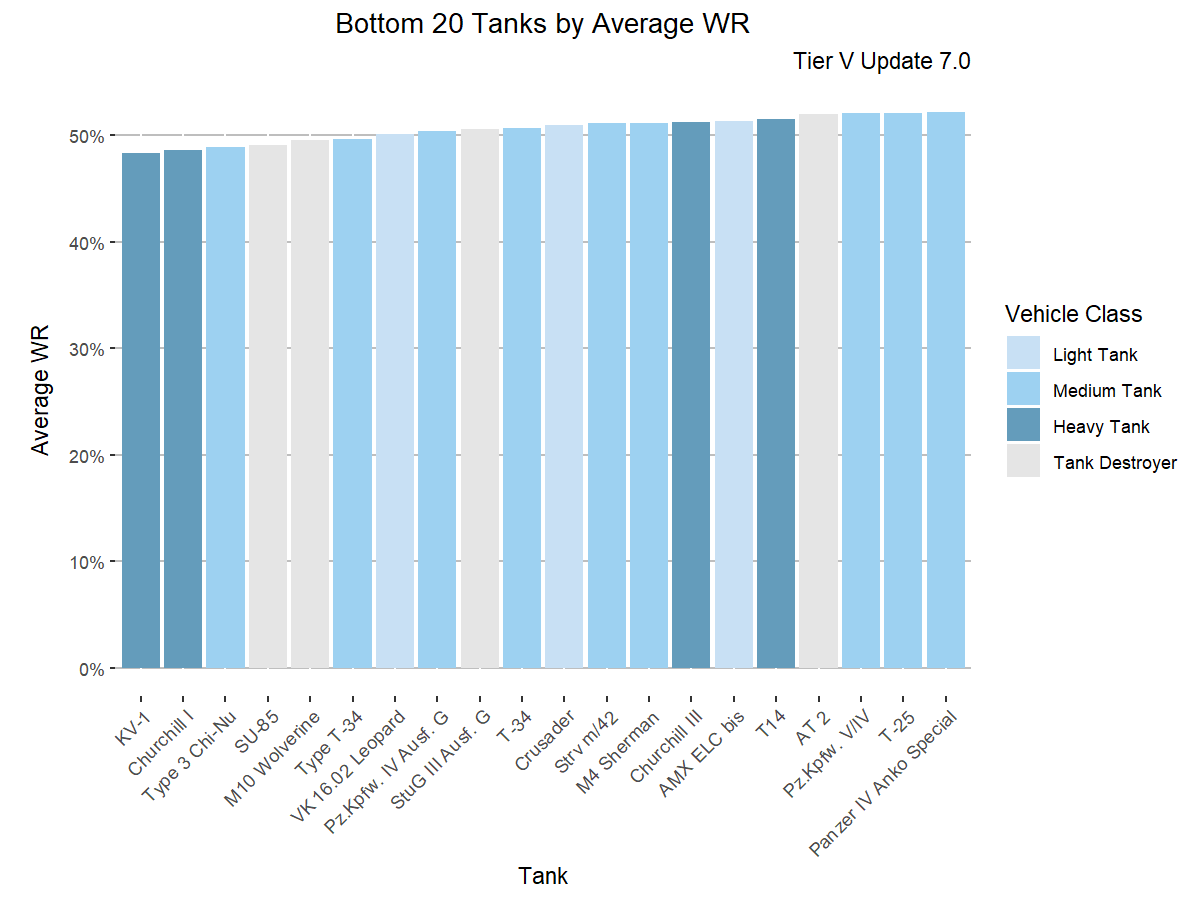 Bottom 20 Tanks by Average WR
Tier V Update 7.0
Average WR
50%
40%
30%
20%
10%
0%
KV-1
Churchill I
Type 3 Chi-Nu
SU-85
M10 Wolverine
Type T-34
VK 16.02 Leopard
Pz.Kpfw. IV Ausf. G
StuG III Ausf. G
T-34
Crusader
Strv m/42
M4 Sherman
Churchill III
AMX ELC bis
T14
AT 2
Pz.Kpfw. V/IV
T-25
Panzer IV Anko Special
Tank
Vehicle Class
Light Tank
Medium Tank
Heavy Tank
Tank Destroyer